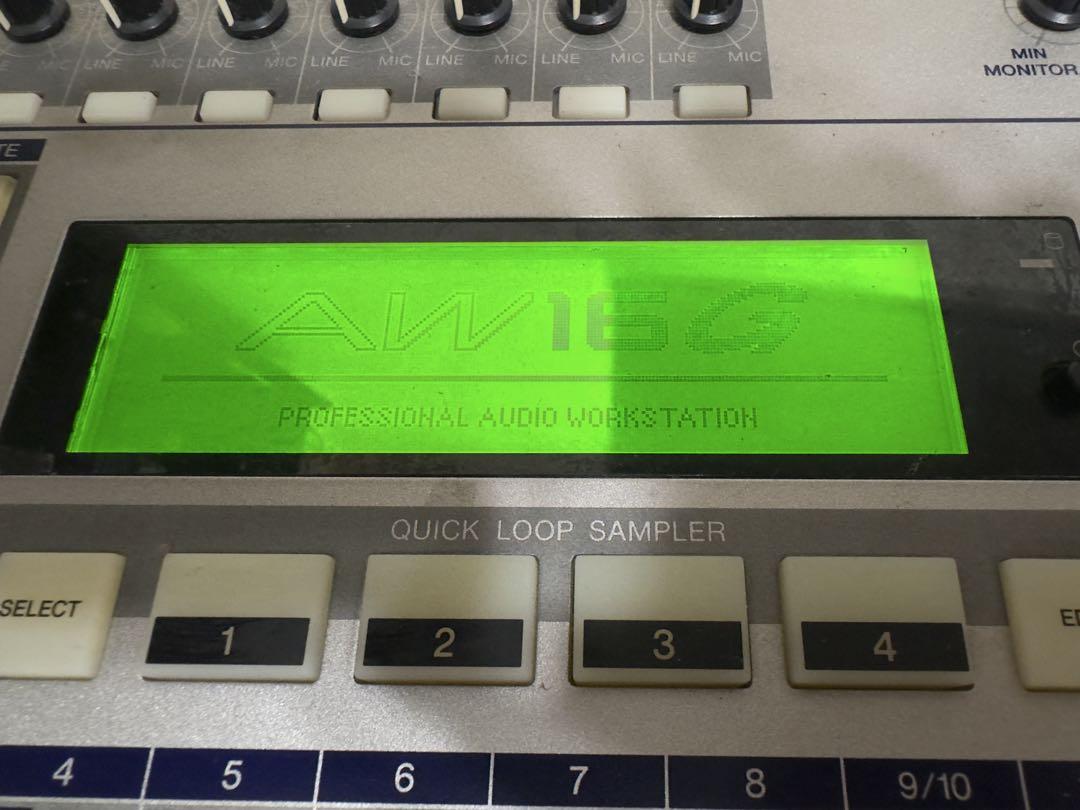 MIC LINE MIC LINE MIC LINE MIC LINE MIC LINE MIC LINE MIC
MIN
MONITOR
AW16G
PROFESSIONAL AUDIO WORKSTATION
QUICK LOOP SAMPLER
SELECT
1 2 3 4
4 5 6 7 8 9/10